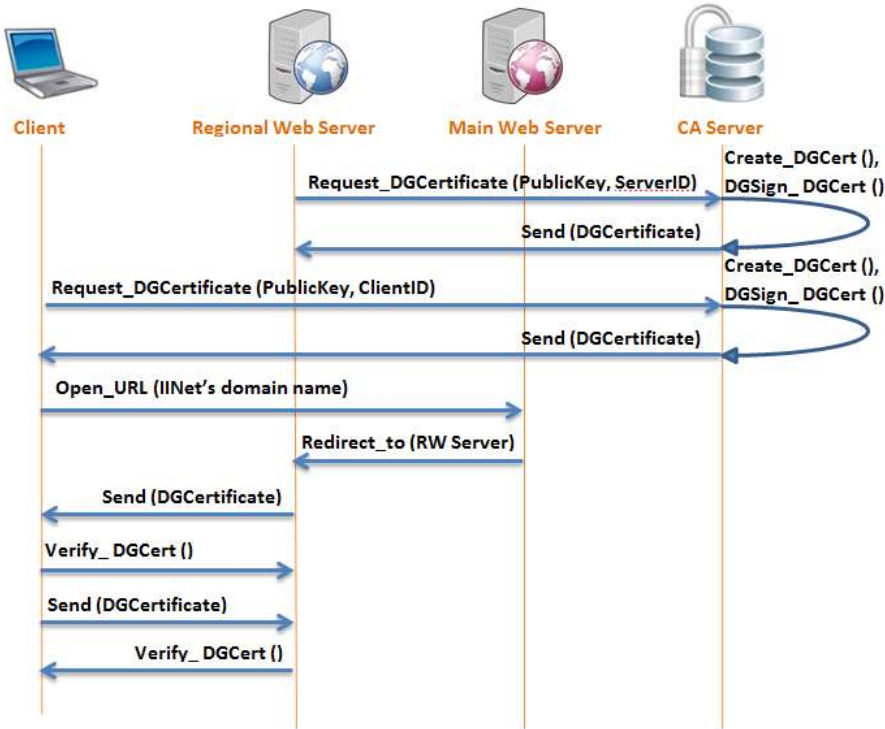 Client
Regional Web Server
Main Web Server
CA Server
Create_DGCert (),
DGSign_ DGCert ()
Request_DGCertificate (PublicKey, ServerID)
Send (DGCertificate)
Create_DGCert (),
DGSign_ DGCert ()
Request_DGCertificate (PublicKey, ClientID)
Send (DGCertificate)
Open_URL (IINet's domain name)
Redirect_to (RW Server)
Send (DGCertificate)
Verify_ DGCert ()
Send (DGCertificate)
Verify_ DGCert ()